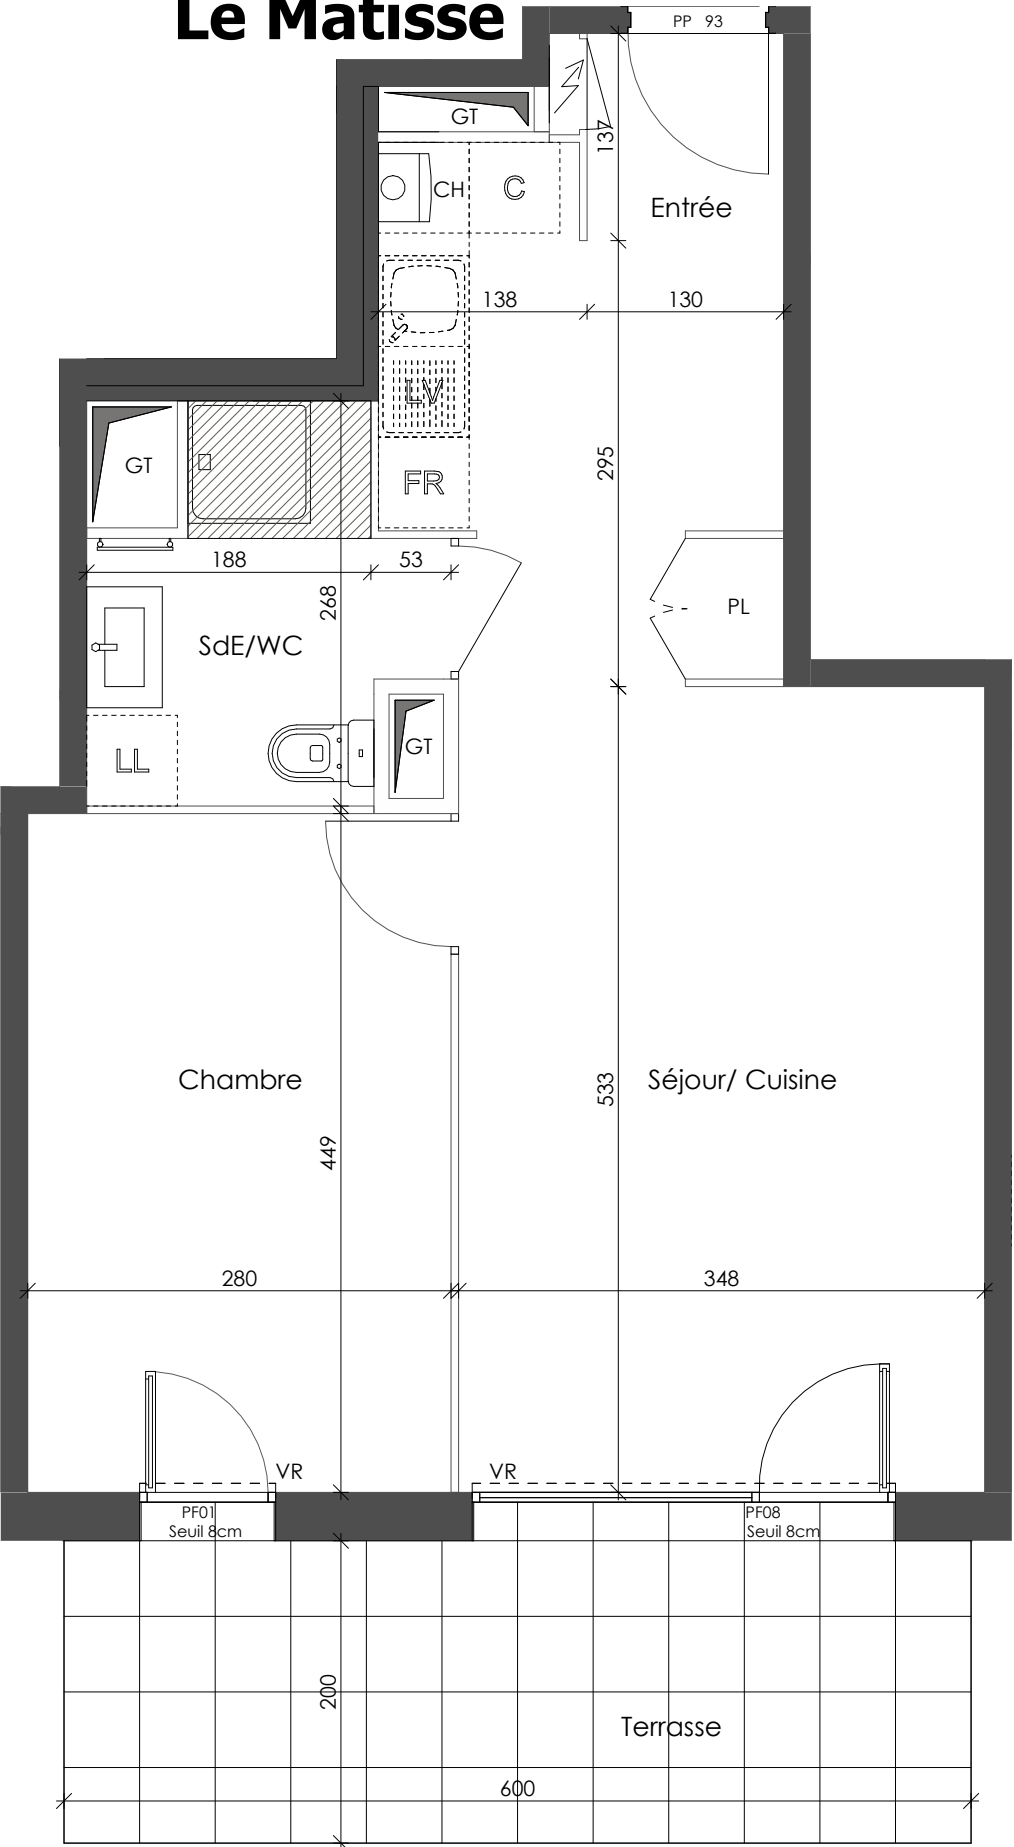 Le Matisse
PP 93
GT
137
CH
C
Entrée
138
130
"ES"
LV
295
GT
FR
188
53
268
PL
SdE/WC
GT
LL
Chambre
Séjour/ Cuisine
533
449
280
348
VR
VR
PF01
Seuil 8cm
PF08
Seuil 8cm
200
Terrasse
600